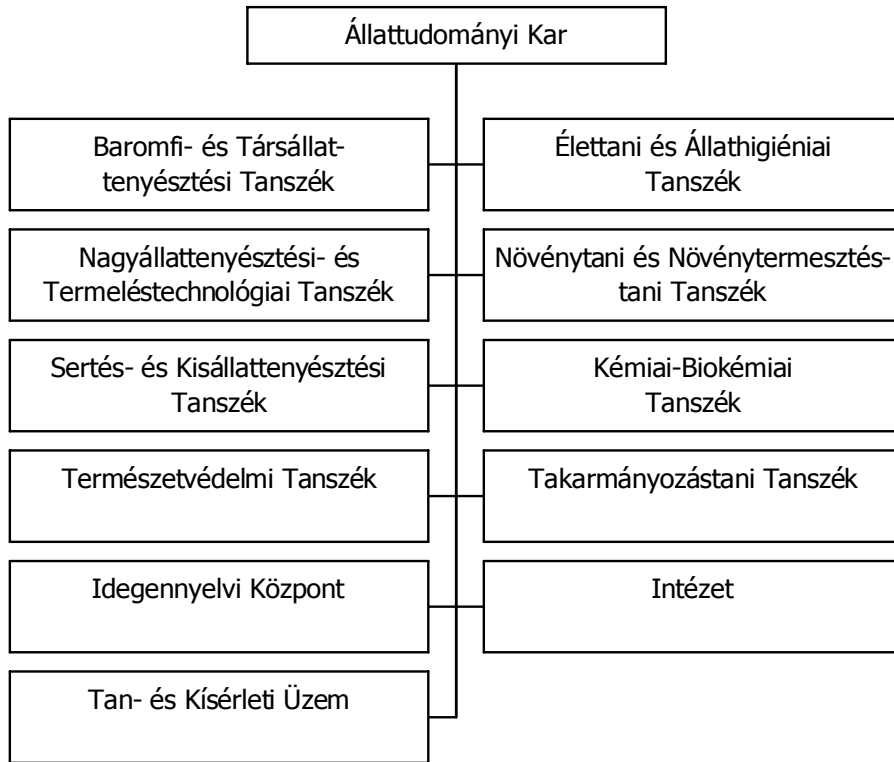 Állattudományi Kar
Baromfi- és Társállat-
tenyésztési Tanszék
Élettani és Állathigiéniai
Tanszék
Nagyállattenyésztési- és
Termeléstechnológiai Tanszék
Növénytani és Növénytermesztés-
tani Tanszék
Sertés- és Kisállattenyésztési
Tanszék
Kémiai-Biokémiai
Tanszék
Természetvédelmi Tanszék
Takarmányozástani Tanszék
Idegennyelvi Központ
Intézet
Tan- és Kísérleti Üzem